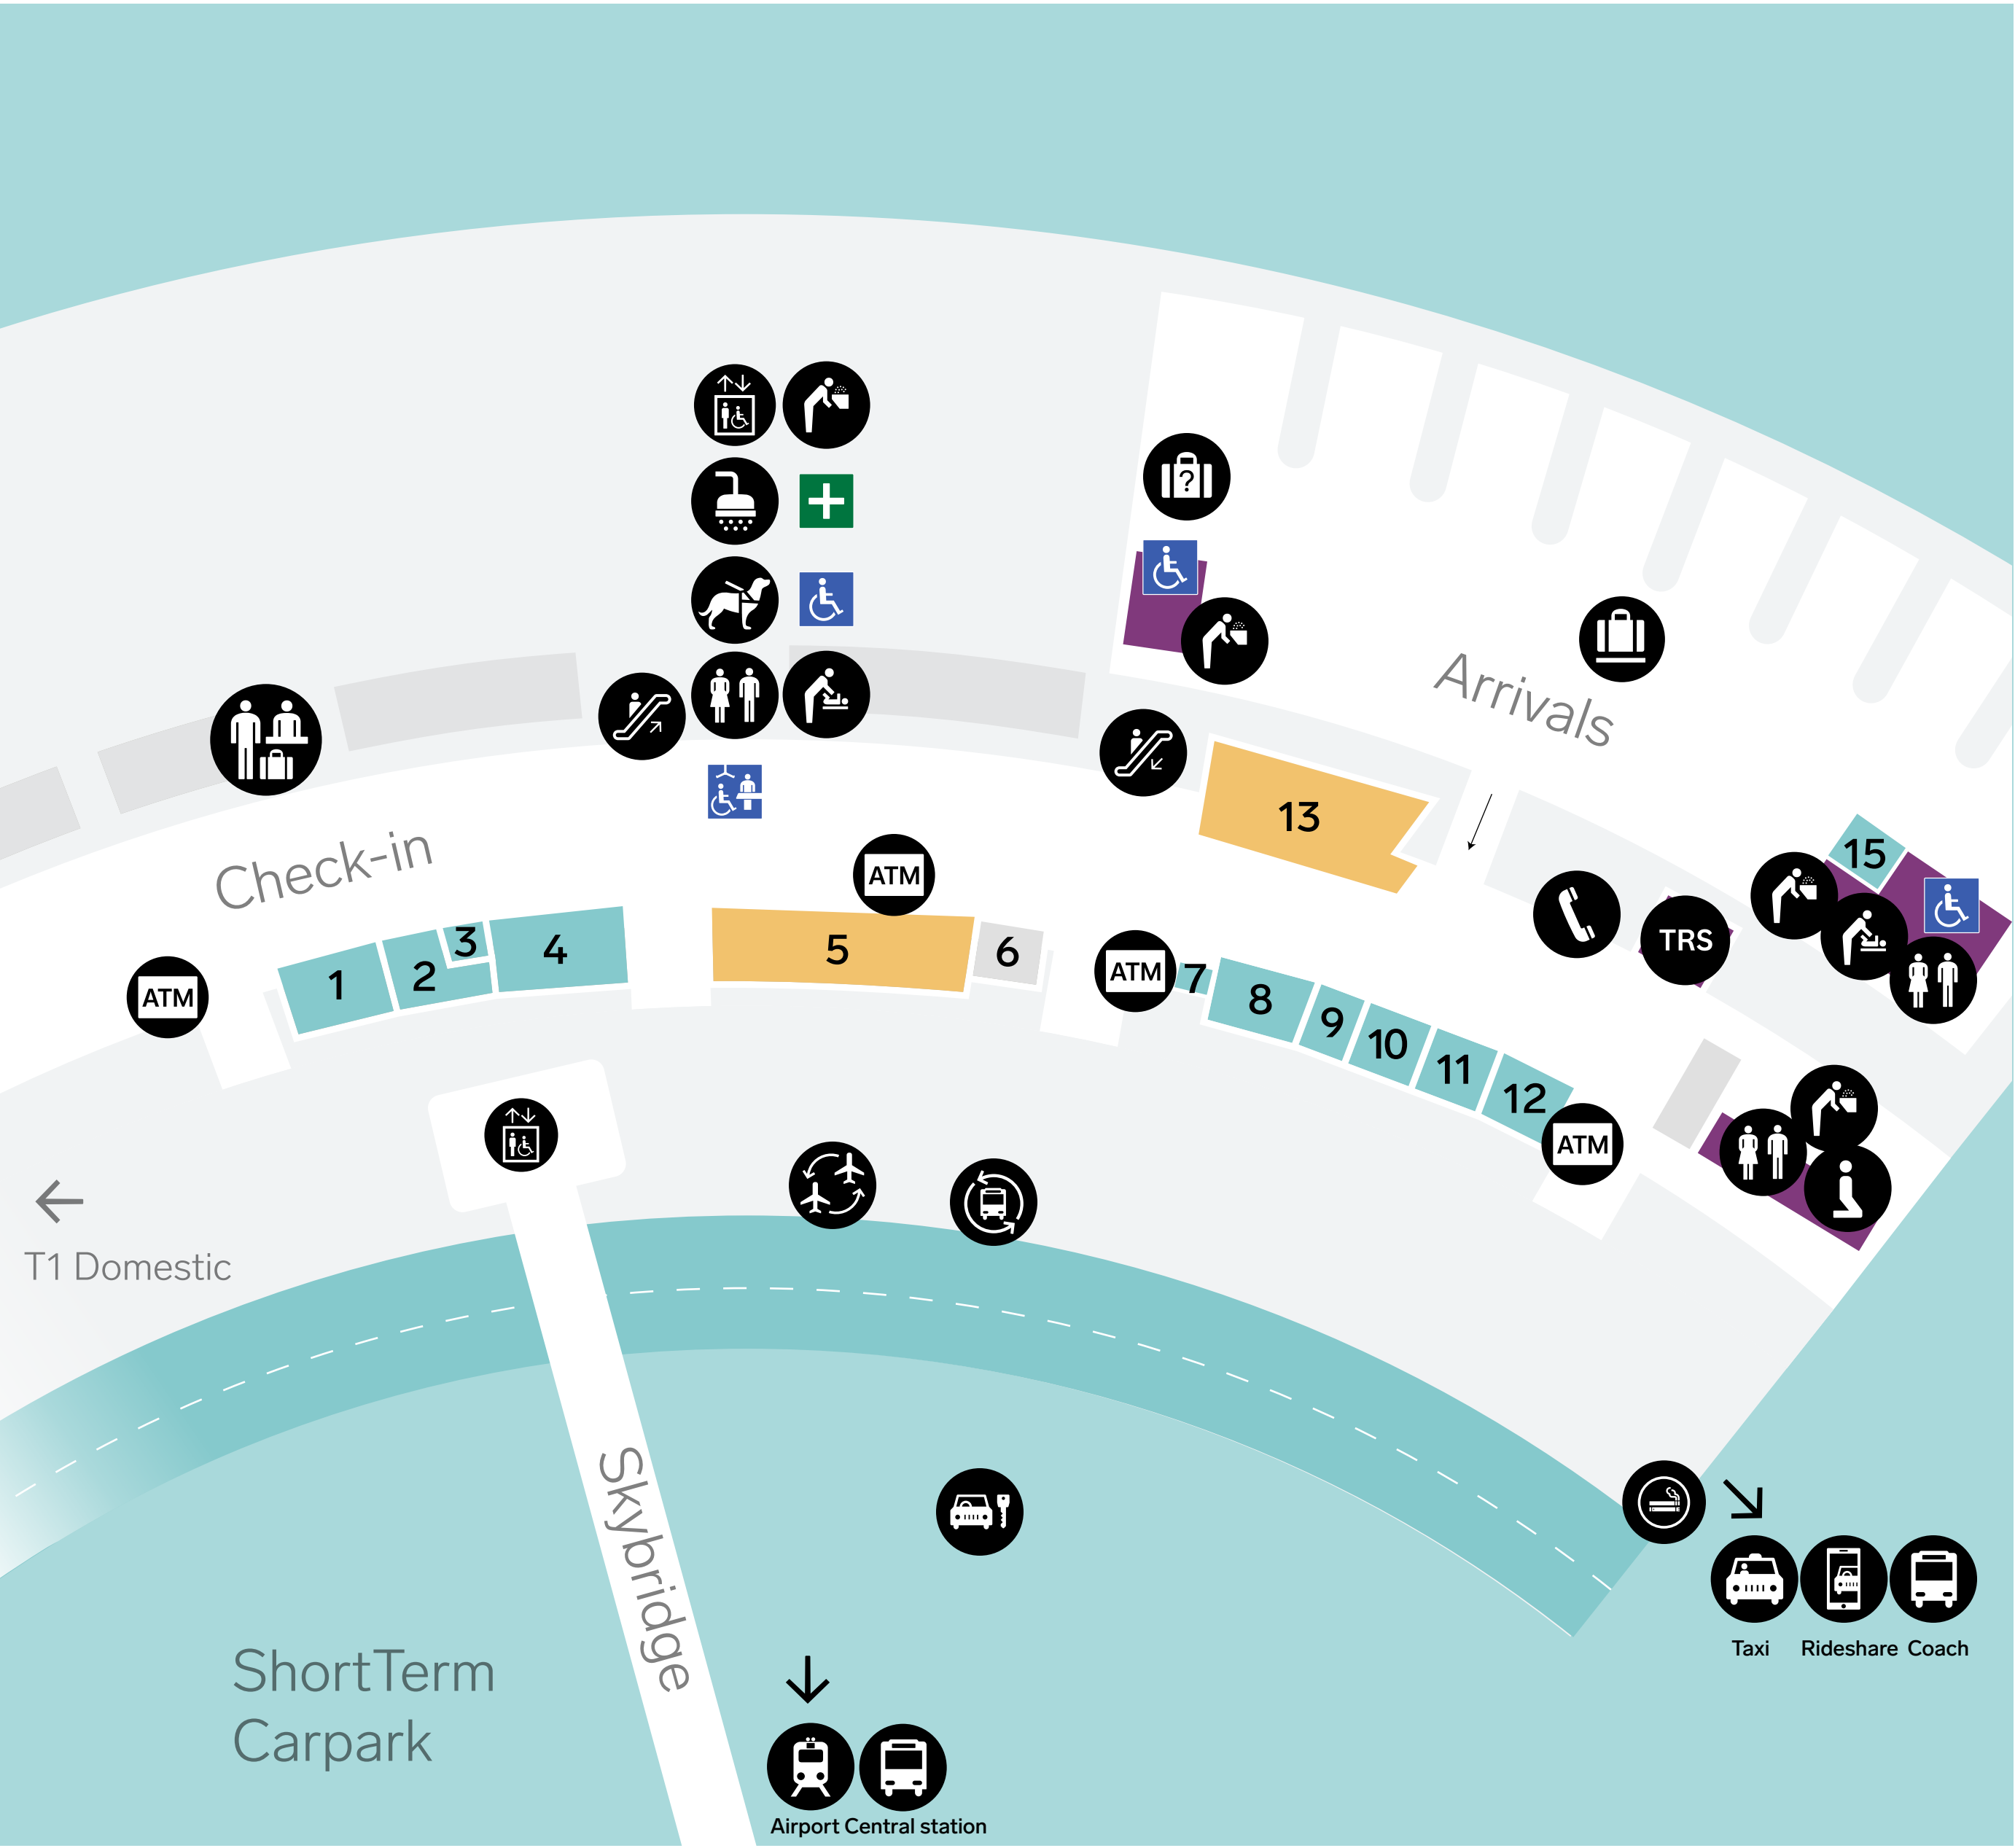 ?
Arrivals
13
15
Check-in
ATM
TRS
1
2
3
4
5
6
ATM
ATM
7
8
9
10
11
12
ATM
T1 Domestic
Skybridge
Taxi
Rideshare
Coach
ShortTerm
Carpark
Airport Central station